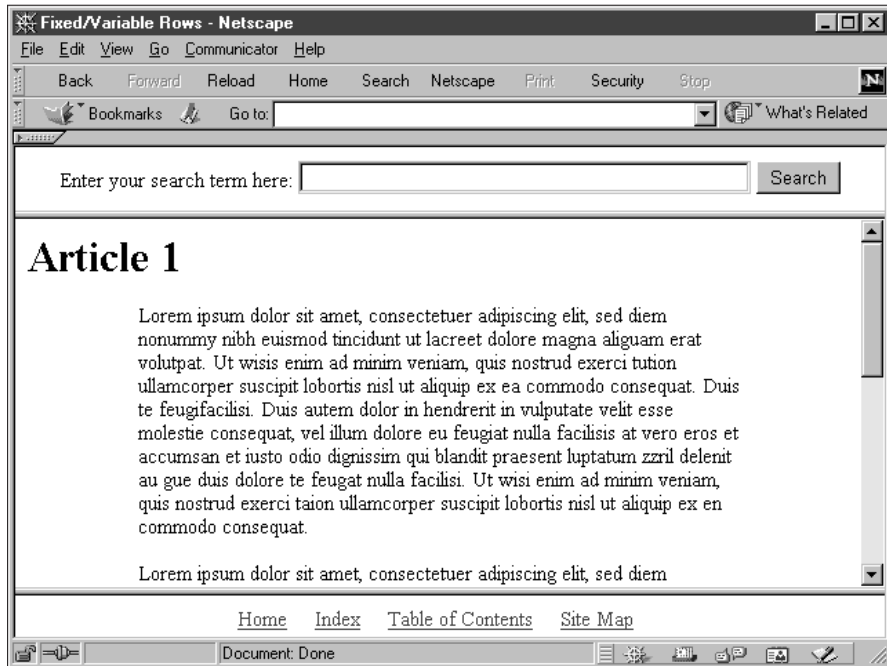 Fixed/Variable Rows - Netscape
File Edit View Go Communicator Help
Back Forward Reload Home Search Netscape Print Security Stop
N
Bookmarks Go to: What's Related
Enter your search term here: Search
Article 1
Lorem ipsum dolor sit amet, consectetuer adipiscing elit, sed diem
nonummy nibh euismod tincidunt ut lacreet dolore magna aliguam erat
volutpat. Ut wisis enim ad minim veniam, quis nostrud exerci tution
ullamcorper suscipit lobortis nisl ut aliquip ex ea commodo consequat. Duis
te feugifacilisi. Duis autem dolor in hendrerit in vulputate velit esse
molestie consequat, vel illum dolore eu feugiat nulla facilisis at vero eros et
accumsan et iusto odio dignissim qui blandit praesent luptatum zzril delenit
au gue duis dolore te feugat nulla facilisi. Ut wisi enim ad minim veniam,
quis nostrud exerci taion ullamcorper suscipit lobortis nisl ut aliquip ex en
commodo consequat.
Lorem ipsum dolor sit amet, consectetuer adipiscing elit, sed diem
Home Index Table of Contents Site Map
Document: Done